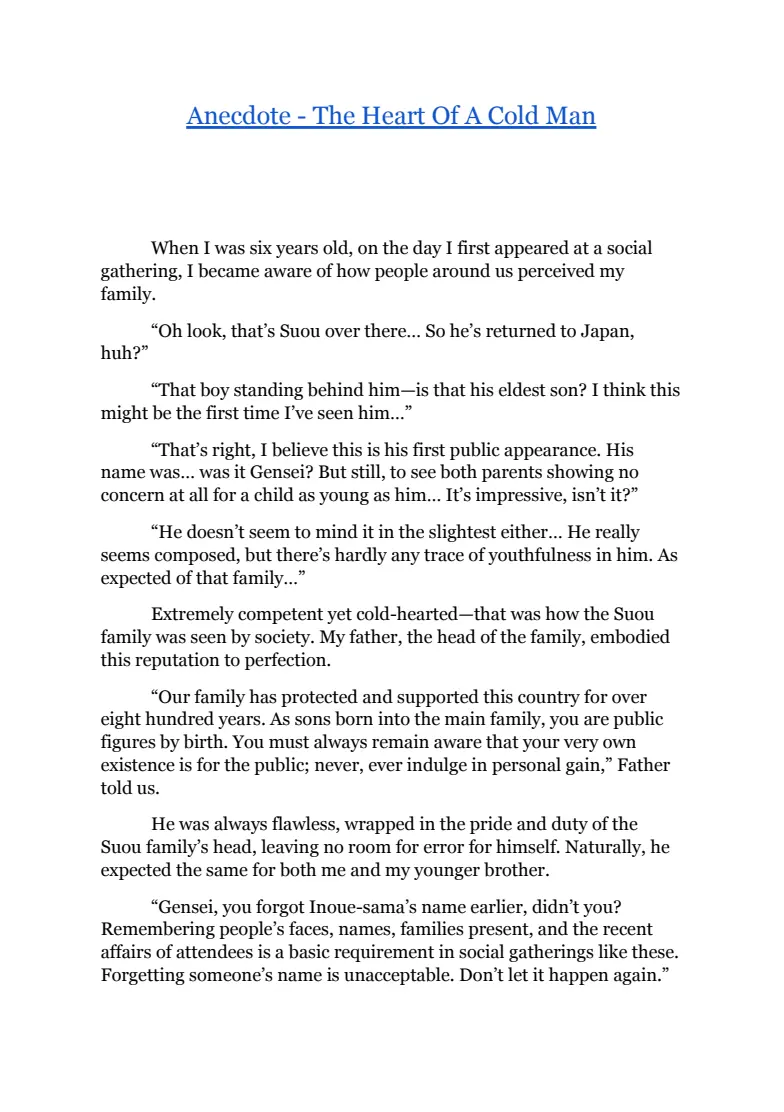 Anecdote - The Heart Of A Cold Man
When I was six years old, on the day I first appeared at a social
gathering, I became aware of how people around us perceived my
family.
“Oh look, that’s Suou over there… So he’s returned to Japan,
huh?”
“That boy standing behind him—is that his eldest son? I think this
might be the first time I’ve seen him…”
“That’s right, I believe this is his first public appearance. His
name was… was it Gensei? But still, to see both parents showing no
concern at all for a child as young as him… It’s impressive, isn’t it?”
“He doesn’t seem to mind it in the slightest either… He really
seems composed, but there’s hardly any trace of youthfulness in him. As
expected of that family…”
Extremely competent yet cold-hearted—that was how the Suou
family was seen by society. My father, the head of the family, embodied
this reputation to perfection.
“Our family has protected and supported this country for over
eight hundred years. As sons born into the main family, you are public
figures by birth. You must always remain aware that your very own
existence is for the public; never, ever indulge in personal gain,” Father
told us.
He was always flawless, wrapped in the pride and duty of the
Suou family’s head, leaving no room for error for himself. Naturally, he
expected the same for both me and my younger brother.
“Gensei, you forgot Inoue-sama’s name earlier, didn’t you?
Remembering people’s faces, names, families present, and the recent
affairs of attendees is a basic requirement in social gatherings like these.
Forgetting someone’s name is unacceptable. Don’t let it happen again.”